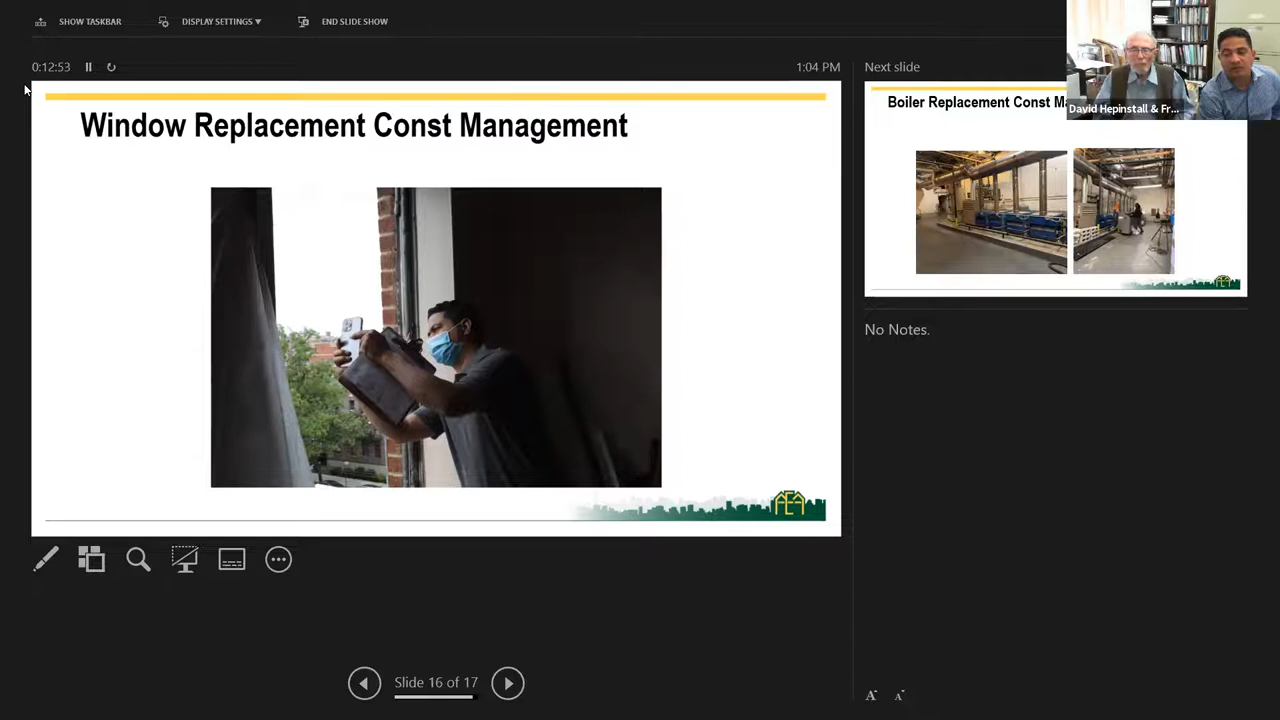 SHOW TASKBAR
DISPLAY SETTINGS ▼
END SLIDE SHOW
0:12:53
1:04 PM
Next slide
Window Replacement Const Management
Boiler Replacement Const M
David Hepinstall & Fr...
AEA
No Notes.
Slide 16 of 17
A
A